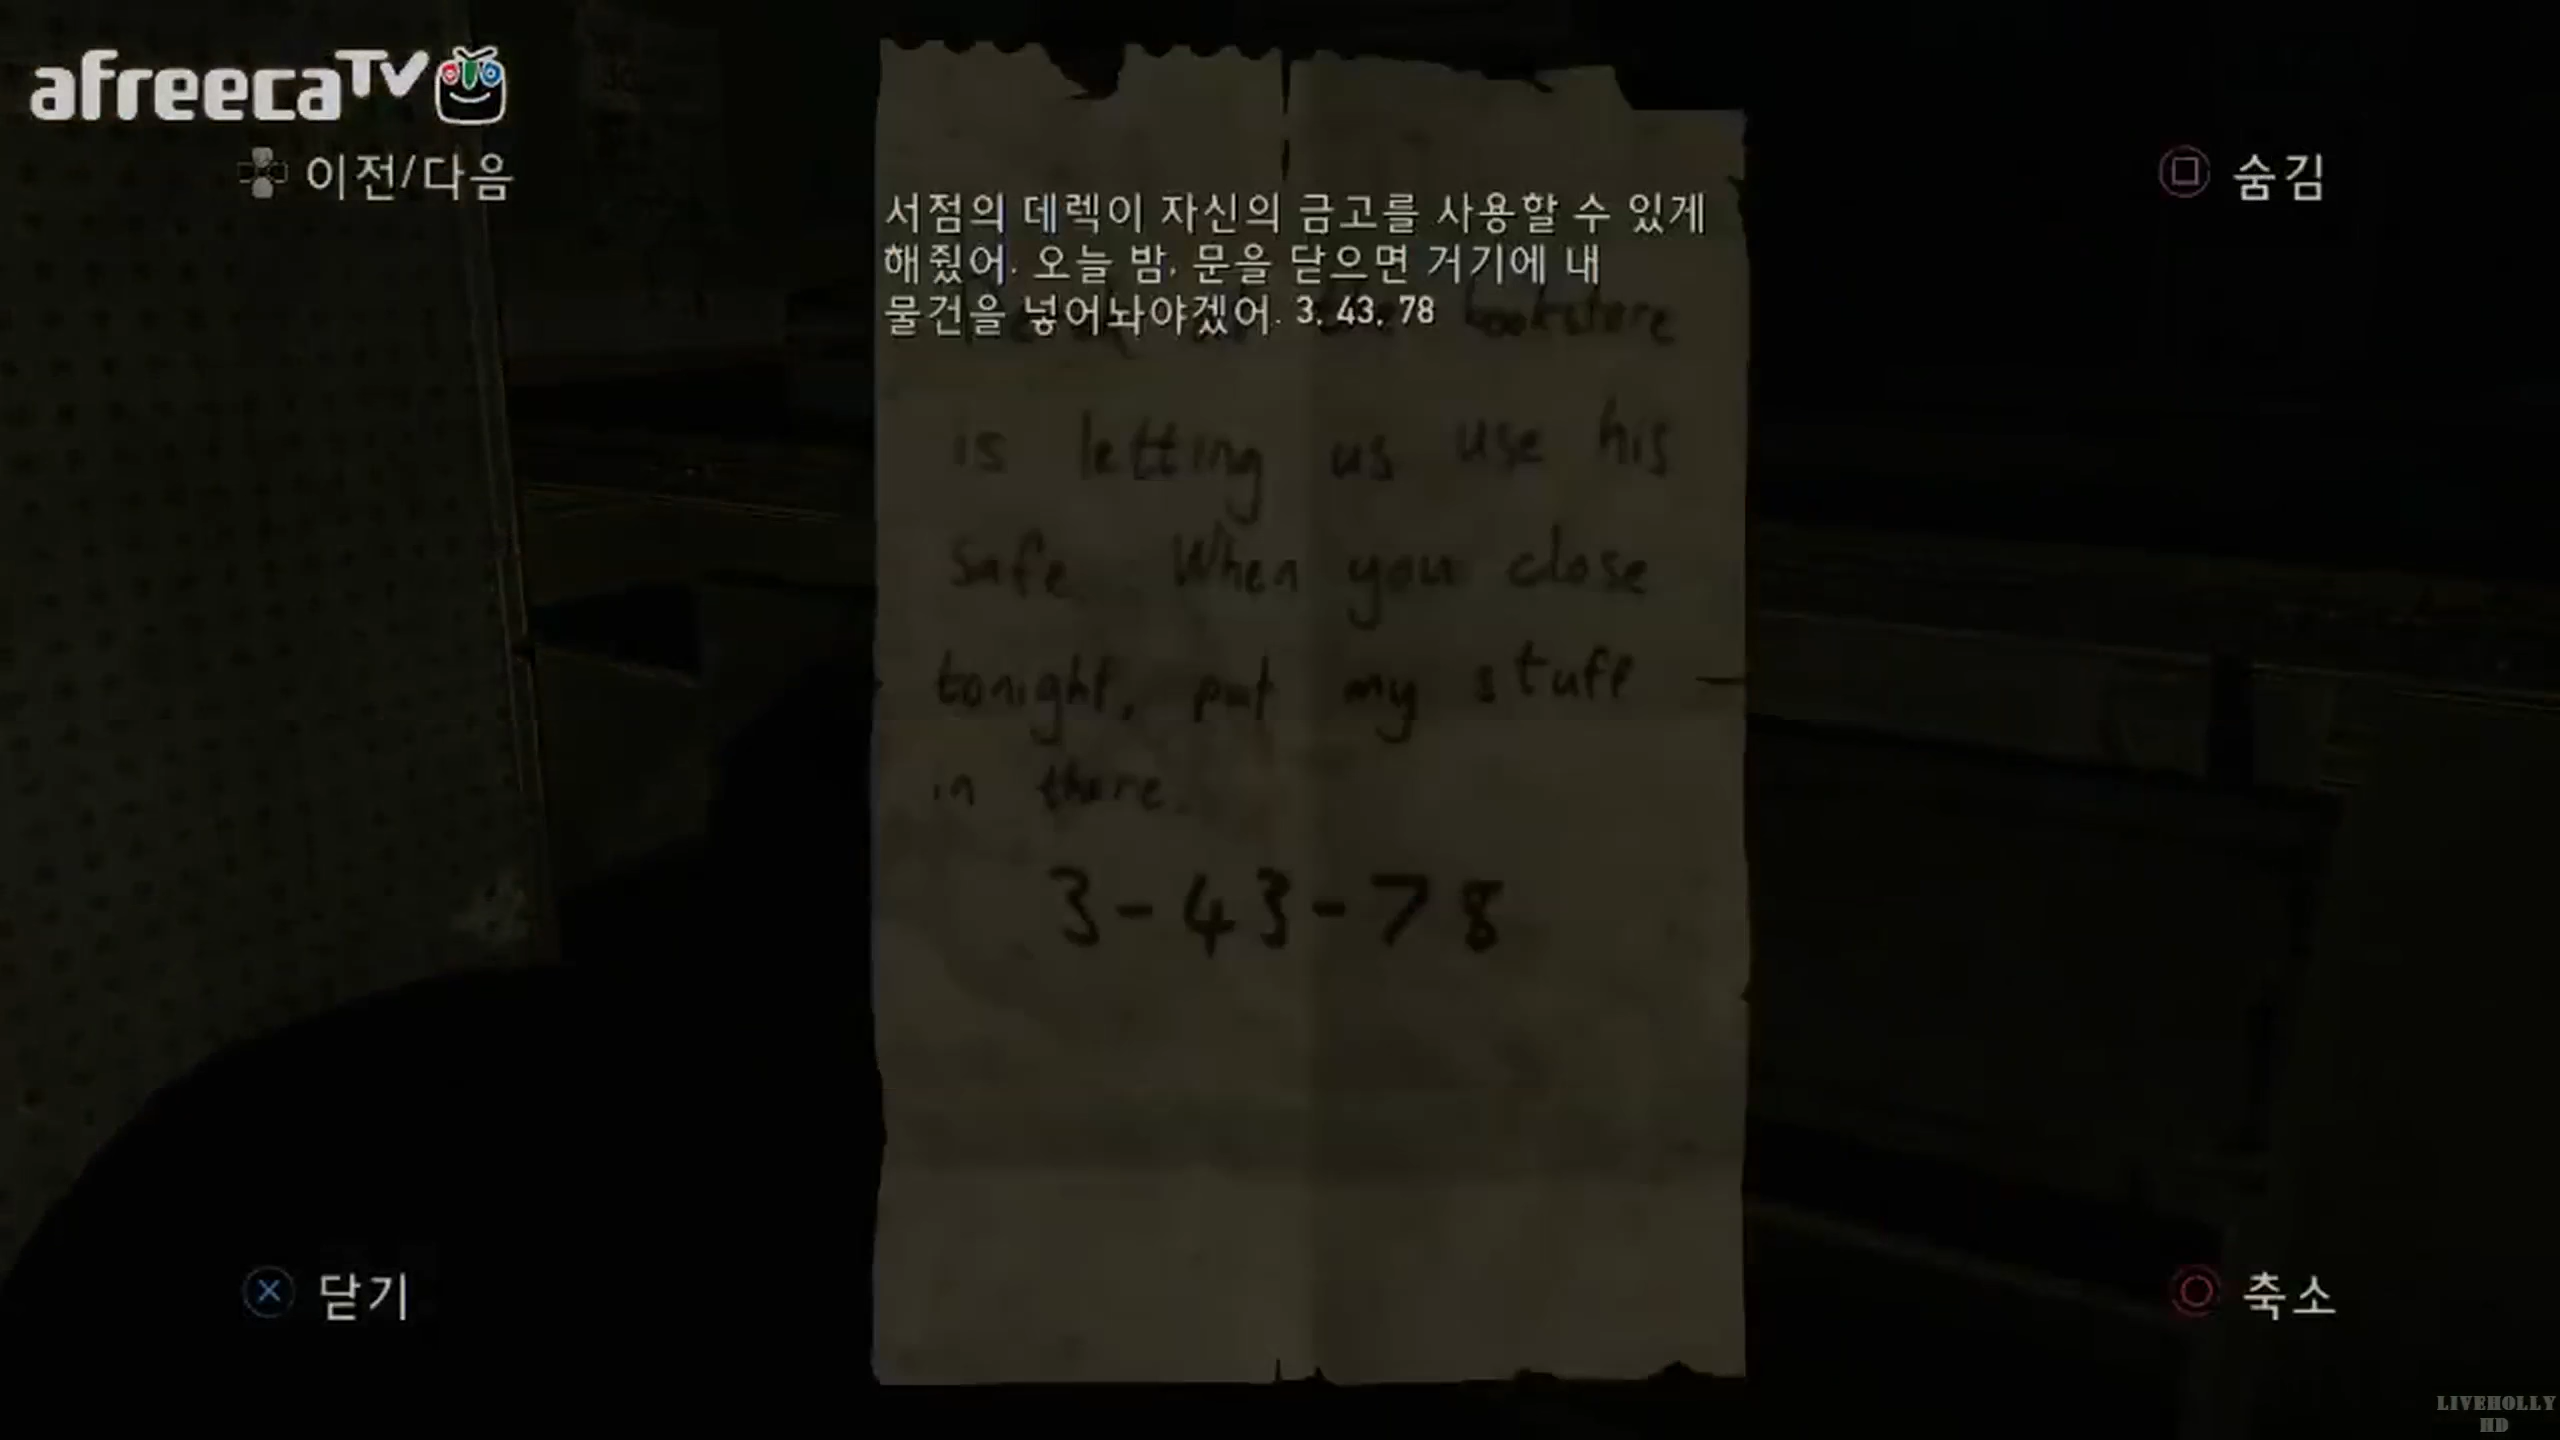 afreecaTV
이전/다음
숨김
서점의 데렉이 자신의 금고를 사용할 수 있게
해줬어. 오늘 밤, 문을 닫으면 거기에 내
물건을 넣어놔야겠어. 3, 43, 78
bookstore
is letting us use his
safe. When you close
tonight, put my stuff
in there.
3-43-78
닫기
축소
LIVEHOLLY
HD